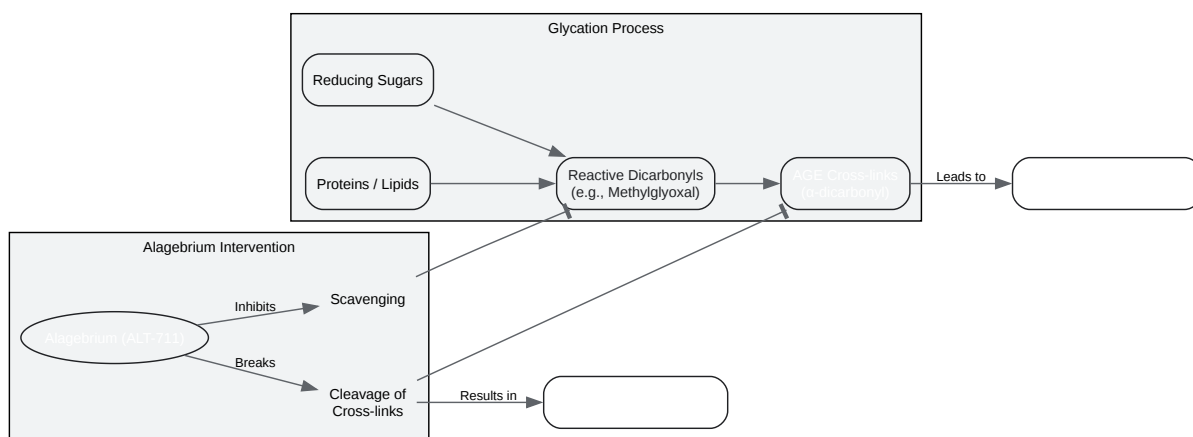 Glycation Process
Reducing Sugars
Proteins / Lipids
Reactive Dicarbonyls
(e.g., Methylglyoxal)
AGE Cross-links
(α-dicarbonyl)
Leads to
Alagebrium Intervention
Alagebrium (ALT-711)
Inhibits
Scavenging
Breaks
Cleavage of
Cross-links
Results in